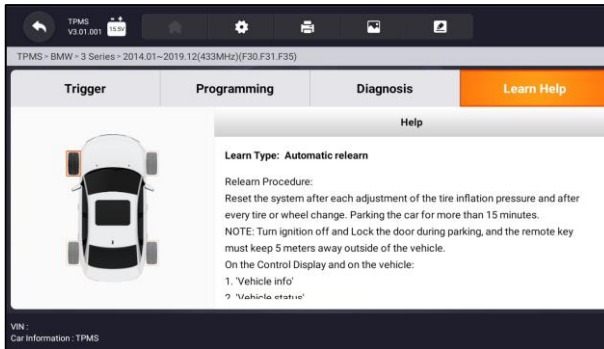 TPMS
V3.01.001
15.5V
TPMS > BMW > 3 Series > 2014.01~2019.12(433MHz)(F30.F31.F35)
Trigger
Programming
Diagnosis
Learn Help
Help
Learn Type: Automatic relearn
Relearn Procedure:
Reset the system after each adjustment of the tire inflation pressure and after
every tire or wheel change. Parking the car for more than 15 minutes.
NOTE: Turn ignition off and Lock the door during parking, and the remote key
must keep 5 meters away outside of the vehicle.
On the Control Display and on the vehicle:
1. 'Vehicle info'
2. 'Vehicle status'
VIN :
Car Information : TPMS